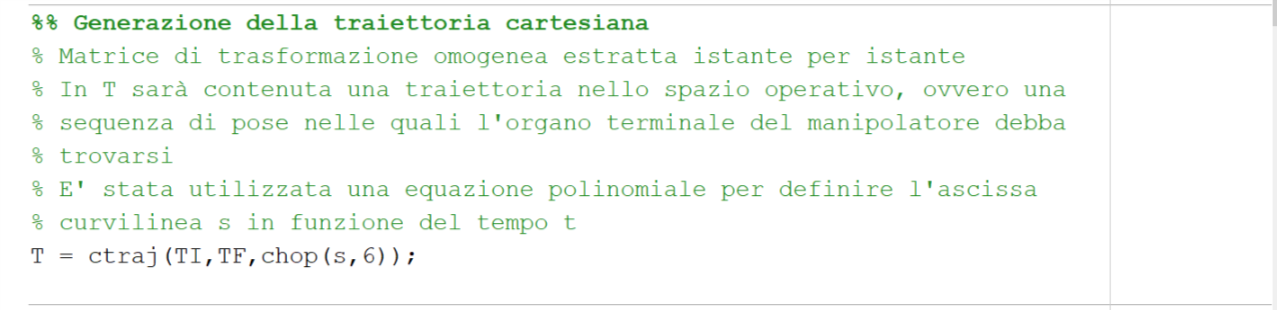 %% Generazione della traiettoria cartesiana
% Matrice di trasformazione omogenea estratta istante per istante
% In T sarà contenuta una traiettoria nello spazio operativo, ovvero una
% sequenza di pose nelle quali l'organo terminale del manipolatore debba
% trovarsi
% E' stata utilizzata una equazione polinomiale per definire l'ascissa
% curvilinea s in funzione del tempo t
T = ctraj(TI,TF,chop(s,6));